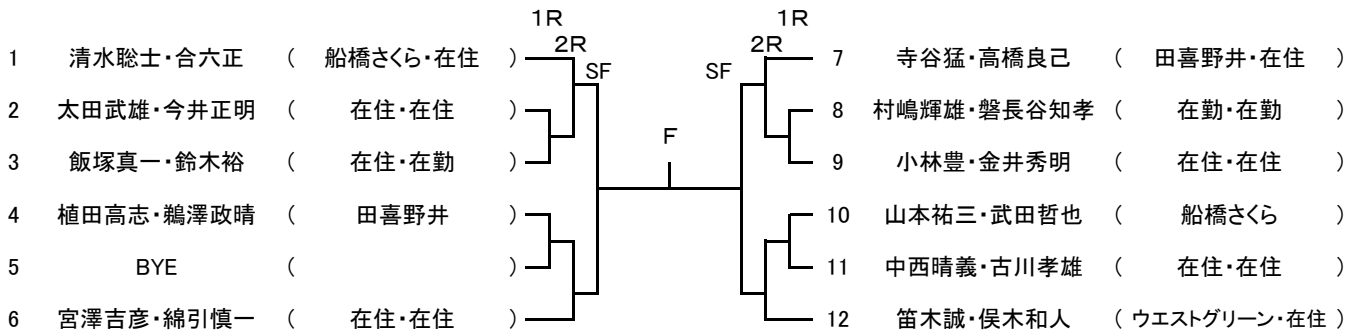 1R 1R
2R 2R
1 清水聡士・合六正 ( 船橋さくら・在住 ) 7 寺谷猛・高橋良己 ( 田喜野井・在住 )
SF SF
2 太田武雄・今井正明 ( 在住・在住 ) 8 村嶋輝雄・磐長谷知孝 ( 在勤・在勤 )
F
3 飯塚真一・鈴木裕 ( 在住・在勤 ) 9 小林豊・金井秀明 ( 在住・在住 )
4 植田高志・鵜澤政晴 ( 田喜野井 ) 10 山本祐三・武田哲也 ( 船橋さくら )
5 BYE ( ) 11 中西晴義・古川孝雄 ( 在住・在住 )
6 宮澤吉彦・綿引慎一 ( 在住・在住 ) 12 笛木誠・俣木和人 ( ウエストグリーン・在住 )